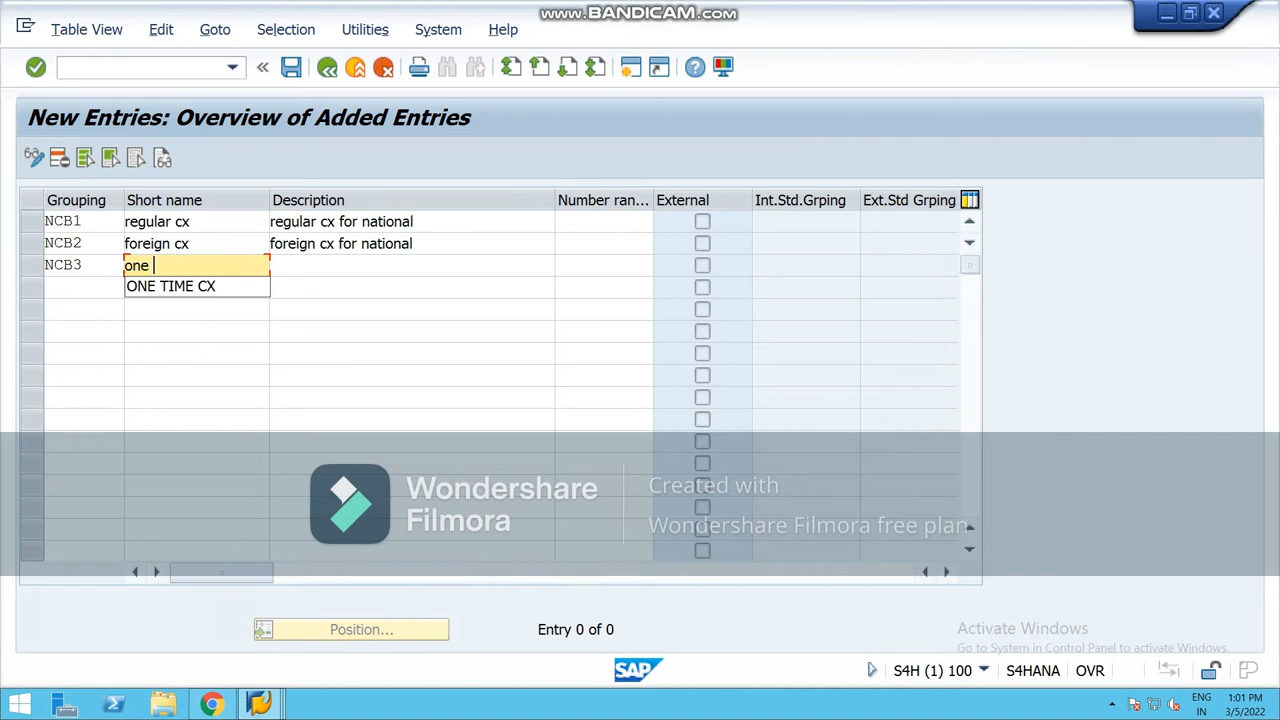 www.BANDICAM.com
Table View Edit Goto Selection Utilities System Help
New Entries: Overview of Added Entries
Grouping Short name Description Number ran... External Int.Std.Grping Ext.Std Grping
NCB1 regular cx regular cx for national
NCB2 foreign cx foreign cx for national
NCB3 one
ONE TIME CX
Wondershare Filmora
Created with
Wondershare Filmora free plan
Position... Entry 0 of 0
Activate Windows
Go to System in Control Panel to activate Windows.
SAP S4H (1) 100 S4HANA OVR
ENG 1:01 PM
IN 3/5/2022